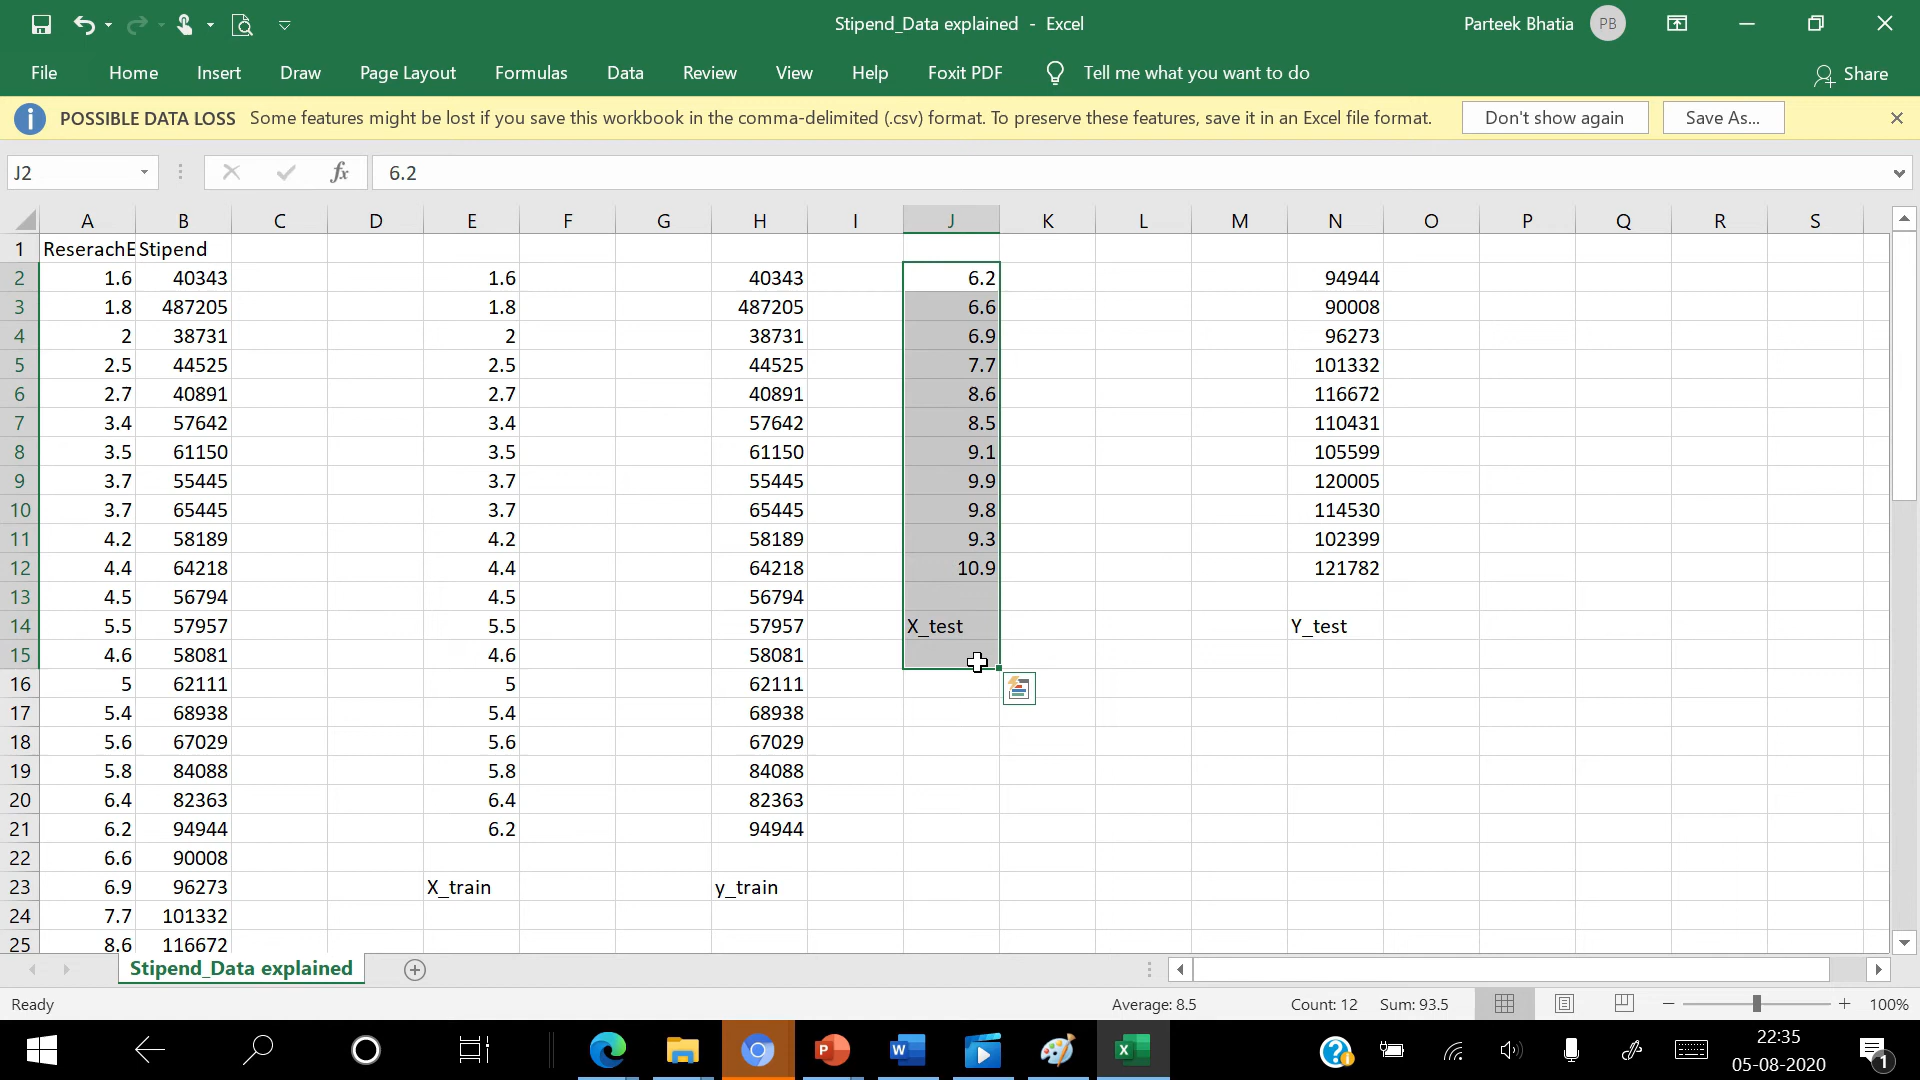 Stipend_Data explained - Excel
Parteek Bhatia PB
File Home Insert Draw Page Layout Formulas Data Review View Help Foxit PDF Tell me what you want to do Share
i POSSIBLE DATA LOSS Some features might be lost if you save this workbook in the comma-delimited (.csv) format. To preserve these features, save it in an Excel file format. Don't show again Save As...
J2 fx 6.2
A B C D E F G H I J K L M N O P Q R S
1 ReserachE Stipend
2 1.6 40343 1.6 40343 6.2 94944
3 1.8 487205 1.8 487205 6.6 90008
4 2 38731 2 38731 6.9 96273
5 2.5 44525 2.5 44525 7.7 101332
6 2.7 40891 2.7 40891 8.6 116672
7 3.4 57642 3.4 57642 8.5 110431
8 3.5 61150 3.5 61150 9.1 105599
9 3.7 55445 3.7 55445 9.9 120005
10 3.7 65445 3.7 65445 9.8 114530
11 4.2 58189 4.2 58189 9.3 102399
12 4.4 64218 4.4 64218 10.9 121782
13 4.5 56794 4.5 56794
14 5.5 57957 5.5 57957 X_test Y_test
15 4.6 58081 4.6 58081
16 5 62111 5 62111
17 5.4 68938 5.4 68938
18 5.6 67029 5.6 67029
19 5.8 84088 5.8 84088
20 6.4 82363 6.4 82363
21 6.2 94944 6.2 94944
22 6.6 90008
23 6.9 96273 X_train y_train
24 7.7 101332
25 8.6 116672
Stipend_Data explained
Ready Average: 8.5 Count: 12 Sum: 93.5 100%
22:35
05-08-2020
1